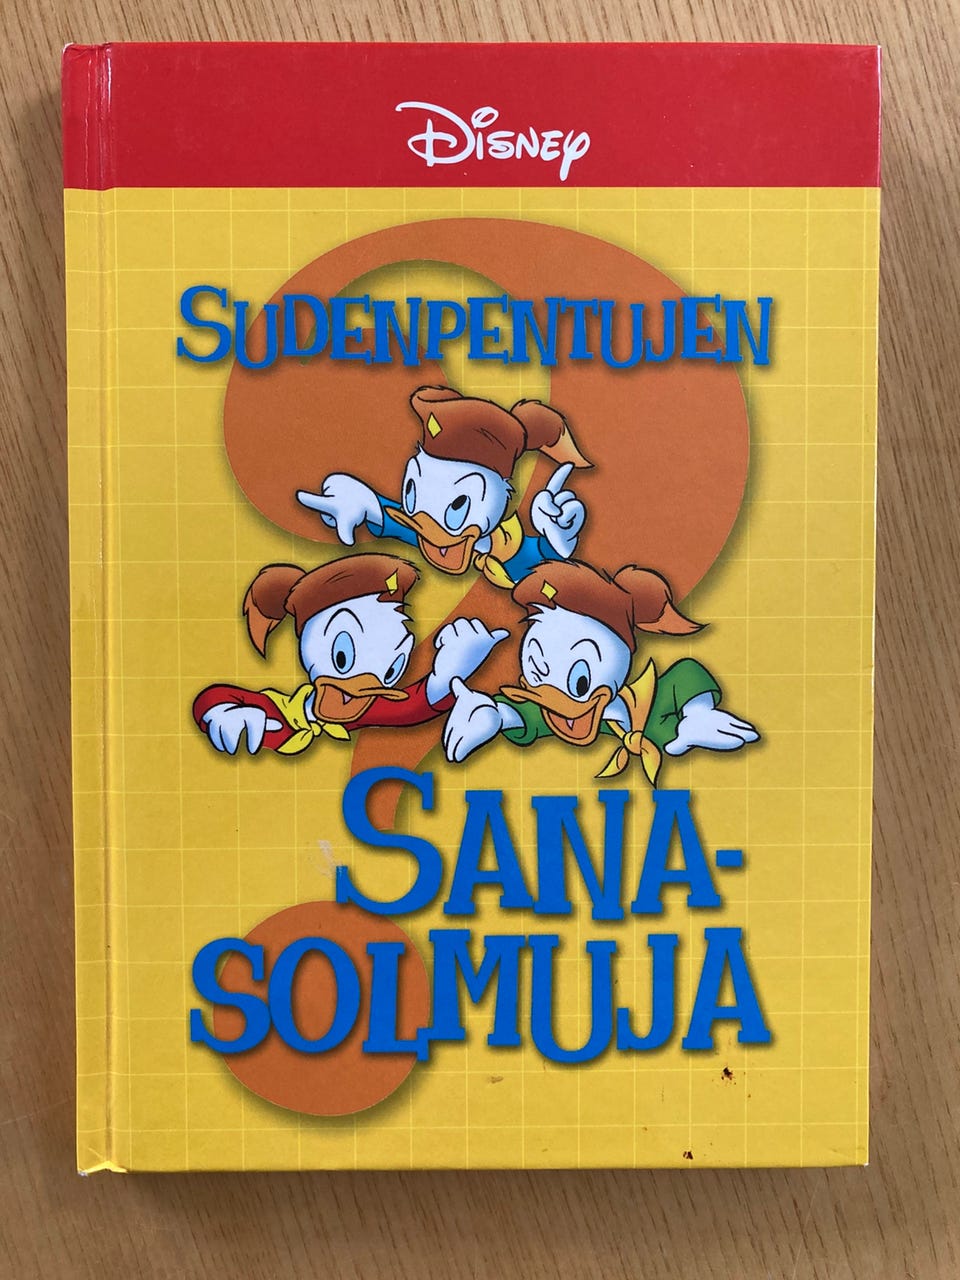 Disney
SUDENPENTUJEN
SANA-
SOLMUJA